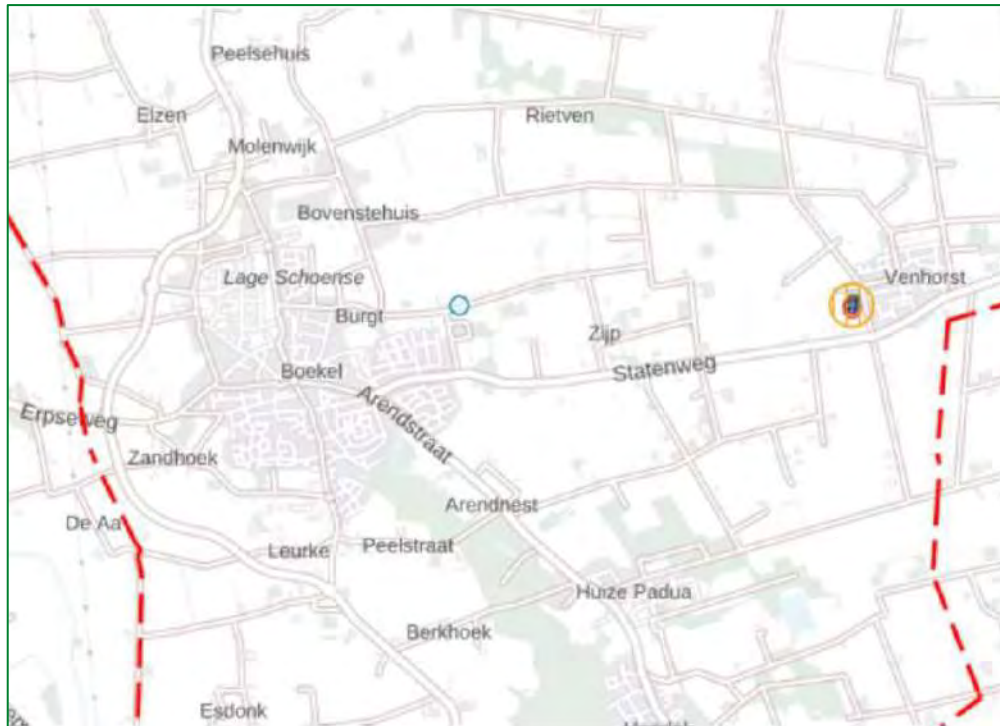 Peelsehuis
Elzen
Rietven
Molenwijk
Bovenstehuis
Lage Schoense
Venhorst
Burgt
Zijp
Boekel
Statenweg
Arendstraat
Erpseweg
Zandhoek
Arendnest
De Aa
Leurke
Peelstraat
Huize Padua
Berkhoek
Esdonk